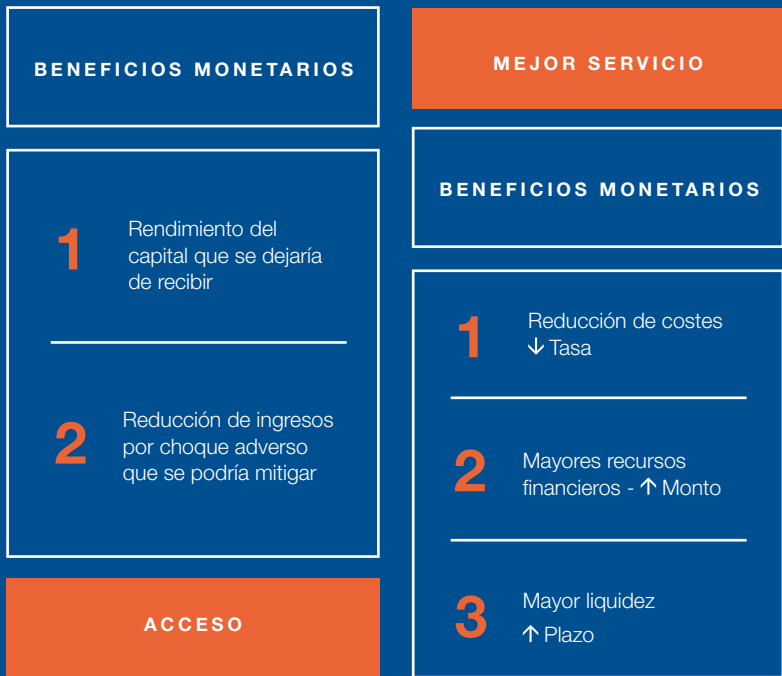 BENEFICIOS MONETARIOS
1
Rendimiento del
capital que se dejaría
de recibir
2
Reducción de ingresos
por choque adverso
que se podría mitigar
ACCESO
MEJOR SERVICIO
BENEFICIOS MONETARIOS
1
Reducción de costes
↓ Tasa
2
Mayores recursos
financieros - ↑ Monto
3
Mayor liquidez
↑ Plazo